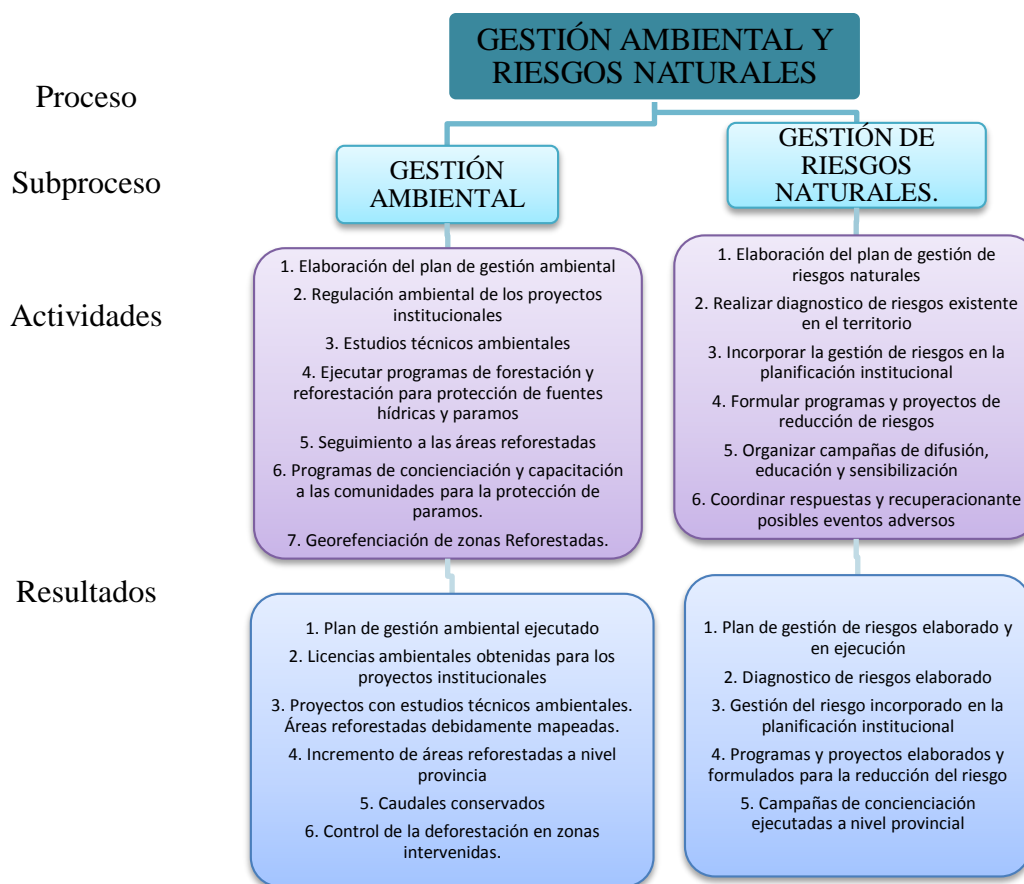 GESTIÓN AMBIENTAL Y
RIESGOS NATURALES
Proceso
Subproceso
GESTIÓN
AMBIENTAL
GESTIÓN DE
RIESGOS
NATURALES.
Actividades
1. Elaboración del plan de gestión ambiental
2. Regulación ambiental de los proyectos
institucionales
3. Estudios técnicos ambientales
4. Ejecutar programas de forestación y
reforestación para protección de fuentes
hídricas y paramos
5. Seguimiento a las áreas reforestadas
6. Programas de concienciación y capacitación
a las comunidades para la protección de
paramos.
7. Georefenciación de zonas Reforestadas.
1. Elaboración del plan de gestión de
riesgos naturales
2. Realizar diagnostico de riesgos existente
en el territorio
3. Incorporar la gestión de riesgos en la
planificación institucional
4. Formular programas y proyectos de
reducción de riesgos
5. Organizar campañas de difusión,
educación y sensibilización
6. Coordinar respuestas y recuperacionante
posibles eventos adversos
Resultados
1. Plan de gestión ambiental ejecutado
2. Licencias ambientales obtenidas para los
proyectos institucionales
3. Proyectos con estudios técnicos ambientales.
Áreas reforestadas debidamente mapeadas.
4. Incremento de áreas reforestadas a nivel
provincia
5. Caudales conservados
6. Control de la deforestación en zonas
intervenidas.
1. Plan de gestión de riesgos elaborado y
en ejecución
2. Diagnostico de riesgos elaborado
3. Gestión del riesgo incorporado en la
planificación institucional
4. Programas y proyectos elaborados y
formulados para la reducción del riesgo
5. Campañas de concienciación
ejecutadas a nivel provincial